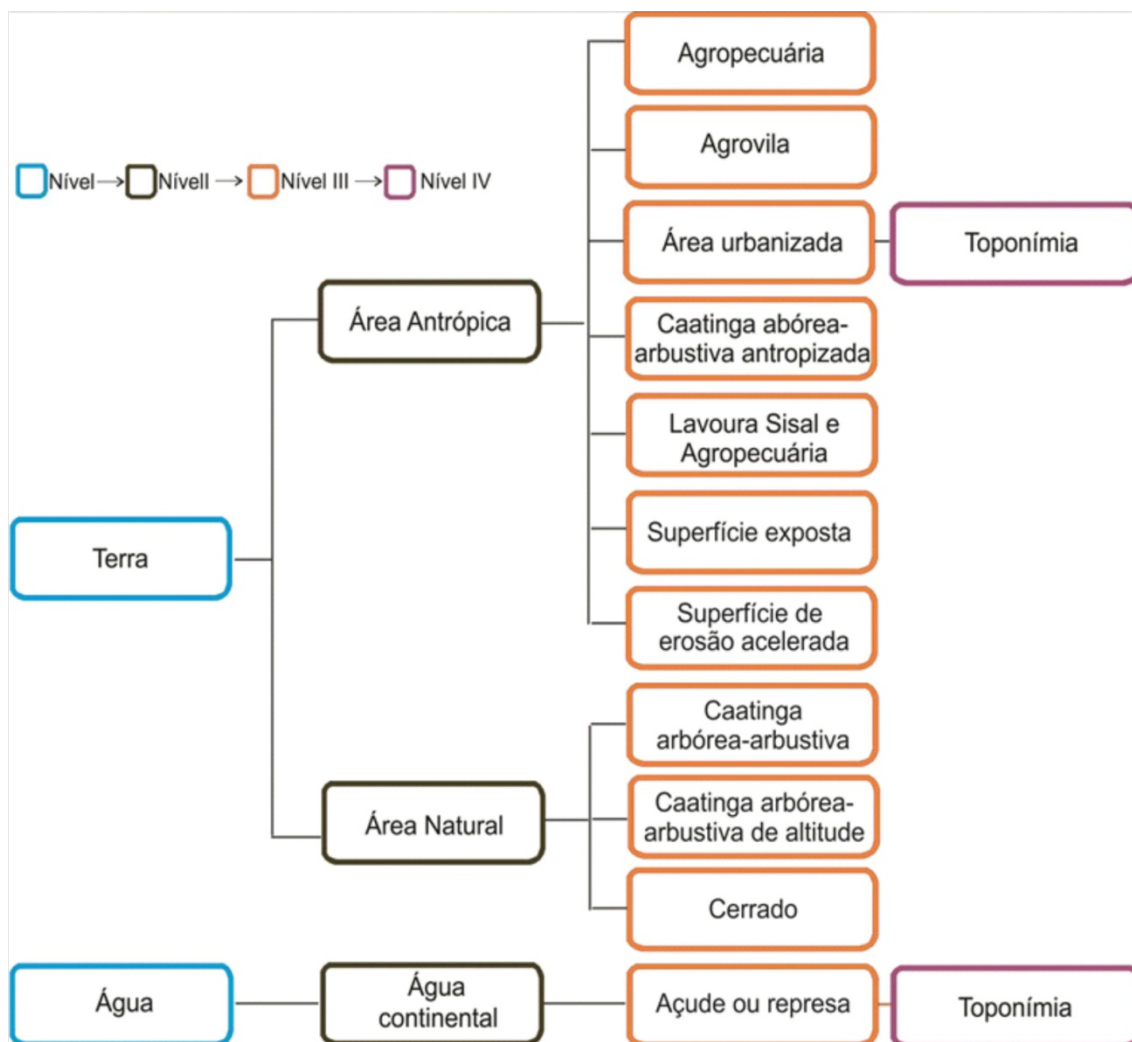 Agropecuária
Agrovila
Nível
Nívell
Nível III
Nível IV
Área urbanizada
Toponímia
Área Antrópica
Caatinga abórea-
arbustiva antropizada
Lavoura Sisal e
Agropecuária
Superfície exposta
Terra
Superfície de
erosão acelerada
Caatinga
arbórea-arbustiva
Área Natural
Caatinga arbórea-
arbustiva de altitude
Cerrado
Água
Água
continental
Açude ou represa
Toponímia